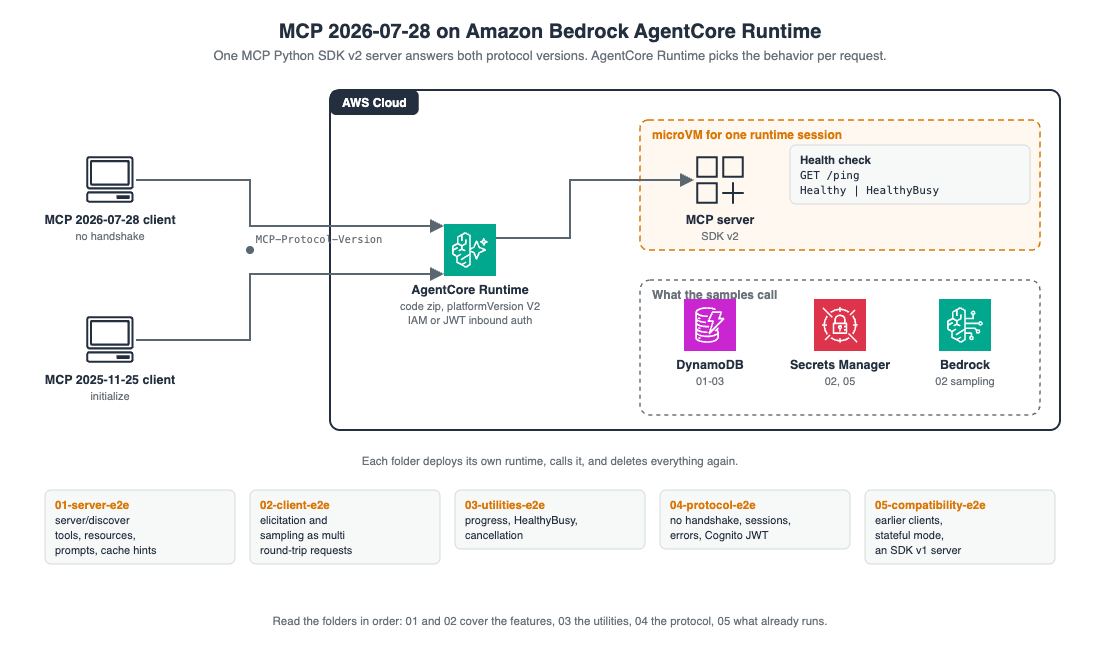 MCP 2026-07-28 on Amazon Bedrock AgentCore Runtime
One MCP Python SDK v2 server answers both protocol versions. AgentCore Runtime picks the behavior per request.
AWS Cloud
microVM for one runtime session
Health check
GET /ping
Healthy | HealthyBusy
MCP server
SDK v2
MCP 2026-07-28 client
no handshake
MCP-Protocol-Version
AgentCore Runtime
code zip, platformVersion V2
IAM or JWT inbound auth
What the samples call
DynamoDB
01-03
Secrets Manager
02, 05
Bedrock
02 sampling
MCP 2025-11-25 client
initialize
Each folder deploys its own runtime, calls it, and deletes everything again.
01-server-e2e
server/discover
tools, resources,
prompts, cache hints
02-client-e2e
elicitation and
sampling as multi
round-trip requests
03-utilities-e2e
progress, HealthyBusy,
cancellation
04-protocol-e2e
no handshake, sessions,
errors, Cognito JWT
05-compatibility-e2e
earlier clients,
stateful mode,
an SDK v1 server
Read the folders in order: 01 and 02 cover the features, 03 the utilities, 04 the protocol, 05 what already runs.